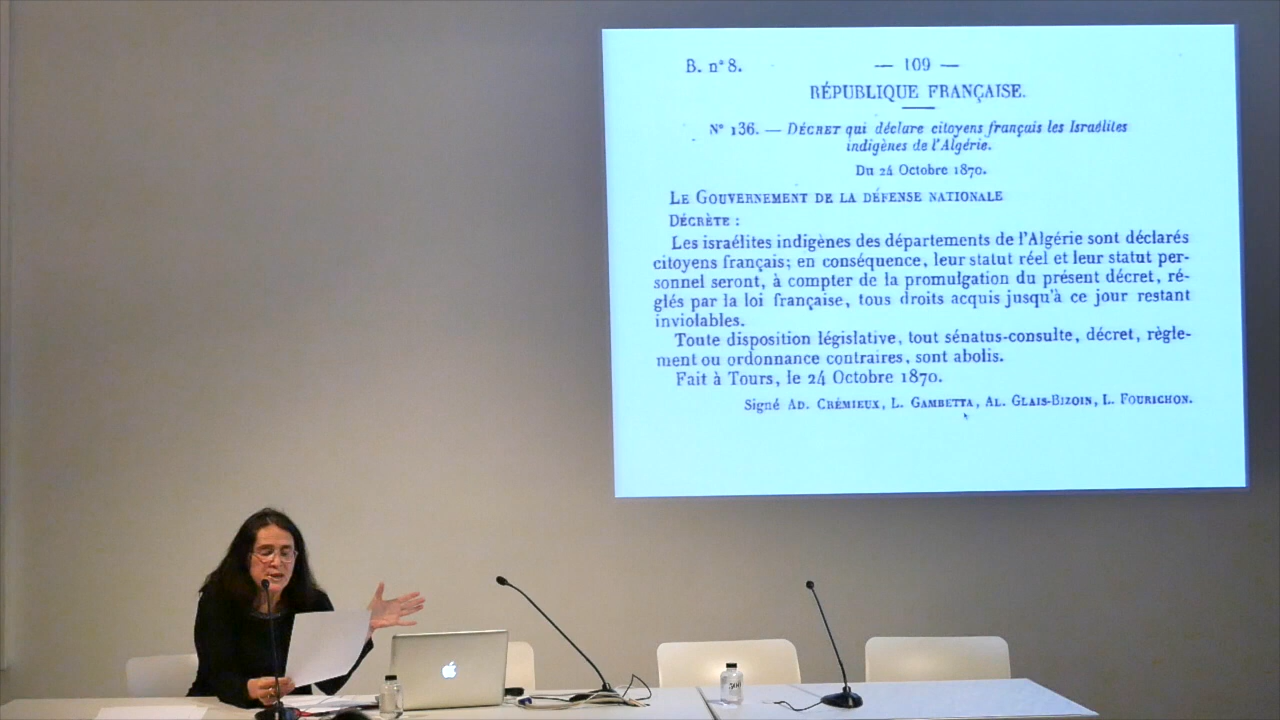 B. n° 8. — 109 —
RÉPUBLIQUE FRANÇAISE.
N° 136. — DÉCRET qui déclare citoyens français les Israélites
indigènes de l'Algérie.
Du 24 Octobre 1870.
LE GOUVERNEMENT DE LA DÉFENSE NATIONALE
DÉCRÈTE :
Les israélites indigènes des départements de l'Algérie sont déclarés
citoyens français; en conséquence, leur statut réel et leur statut per-
sonnel seront, à compter de la promulgation du présent décret, ré-
glés par la loi française, tous droits acquis jusqu'à ce jour restant
inviolables.
Toute disposition législative, tout sénatus-consulte, décret, règle-
ment ou ordonnance contraires, sont abolis.
Fait à Tours, le 24 Octobre 1870.
Signé AD. CRÉMIEUX, L. GAMBETTA, AL. GLAIS-BIZOIN, L. FOURICHON.